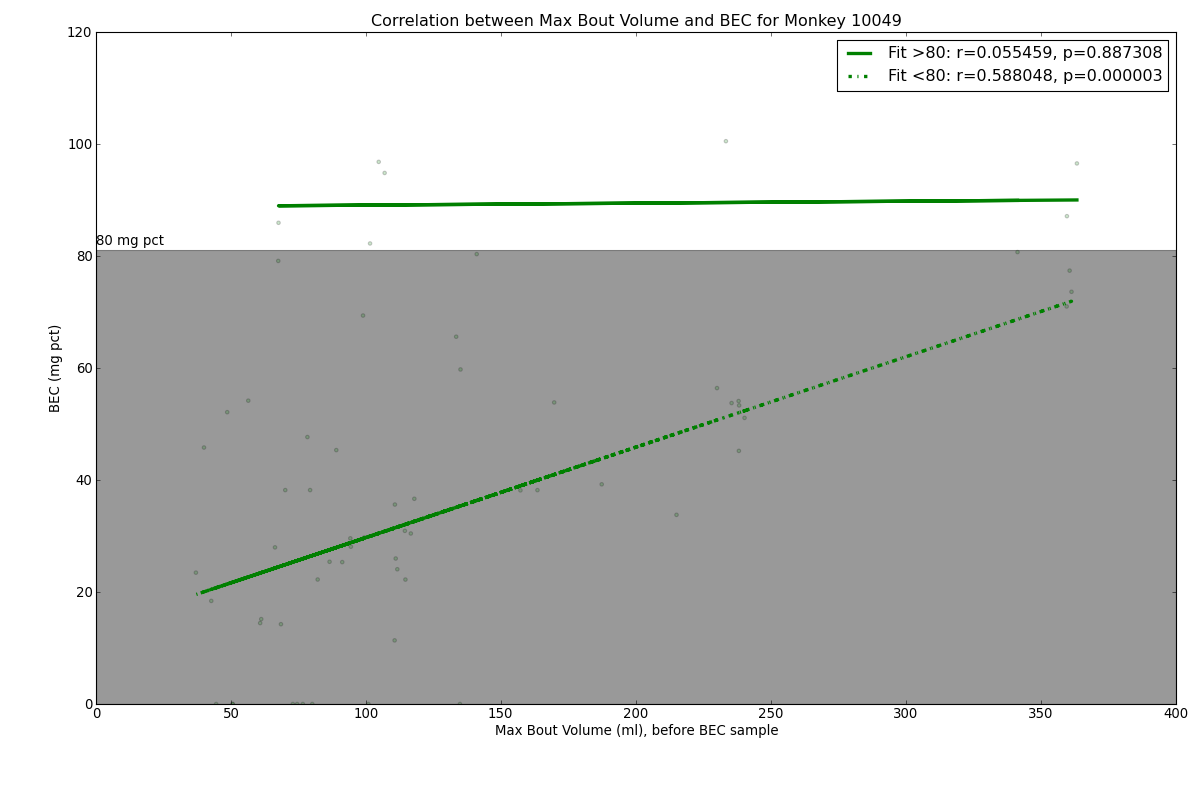 Correlation between Max Bout Volume and BEC for Monkey 10049
Fit >80: r=0.055459, p=0.887308
Fit <80: r=0.588048, p=0.000003
120
100
80 mg pct
80
60
40
20
0
BEC (mg pct)
0 50 100 150 200 250 300 350 400
Max Bout Volume (ml), before BEC sample